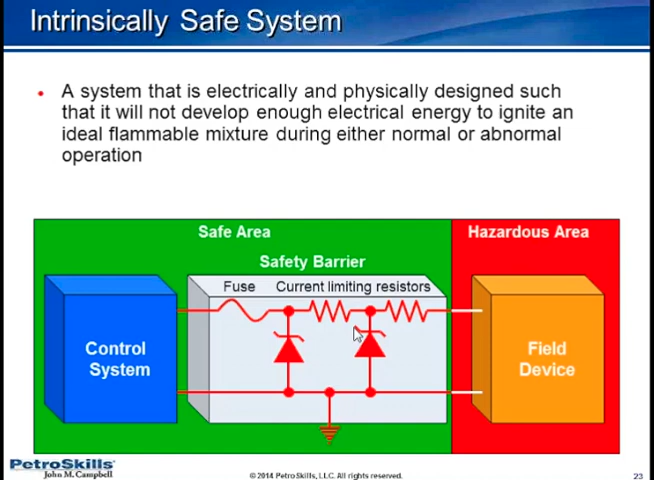 Intrinsically Safe System
• A system that is electrically and physically designed such
that it will not develop enough electrical energy to ignite an
ideal flammable mixture during either normal or abnormal
operation
Safe Area
Hazardous Area
Safety Barrier
Fuse
Current limiting resistors
Control
System
Field
Device
PetroSkills
John M. Campbell
© 2014 PetroSkills, LLC. All rights reserved.
23